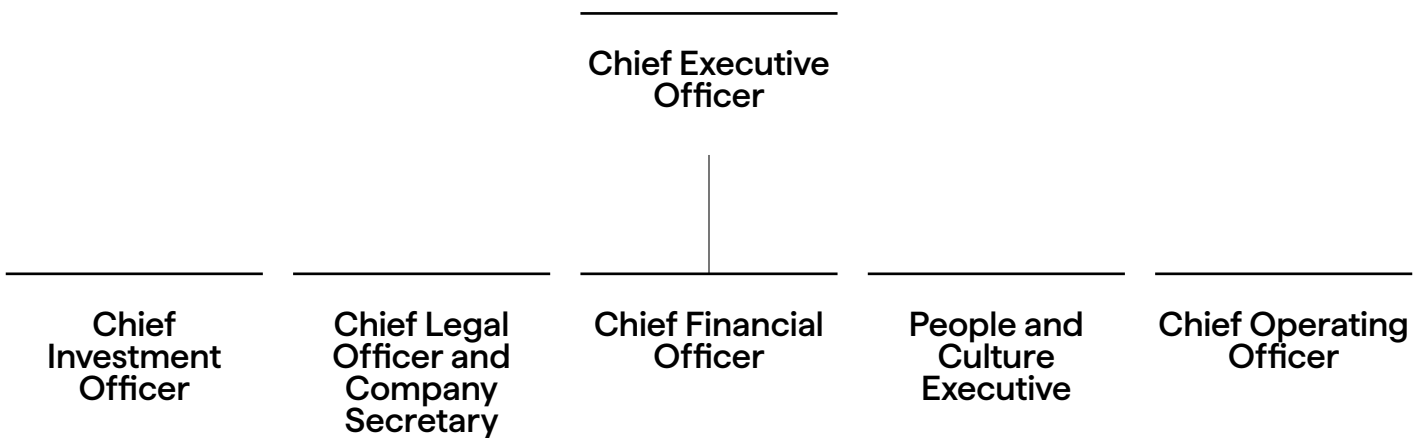 Chief Executive
Officer
Chief
Investment
Officer
Chief Legal
Officer and
Company
Secretary
Chief Financial
Officer
People and
Culture
Executive
Chief Operating
Officer